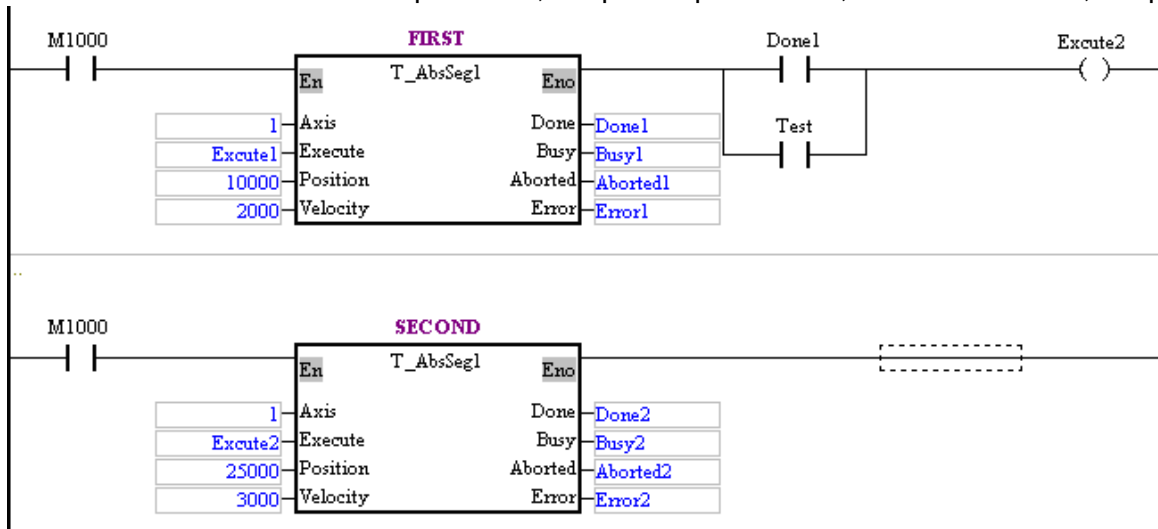 M1000 FIRST Done1 Excute2
T_AbsSeg1
En Eno
1 Axis Done Done1 Test
Excute1 Execute Busy Busy1
10000 Position Aborted Aborted1
2000 Velocity Error Error1
M1000 SECOND
T_AbsSeg1
En Eno
1 Axis Done Done2
Excute2 Execute Busy Busy2
25000 Position Aborted Aborted2
3000 Velocity Error Error2